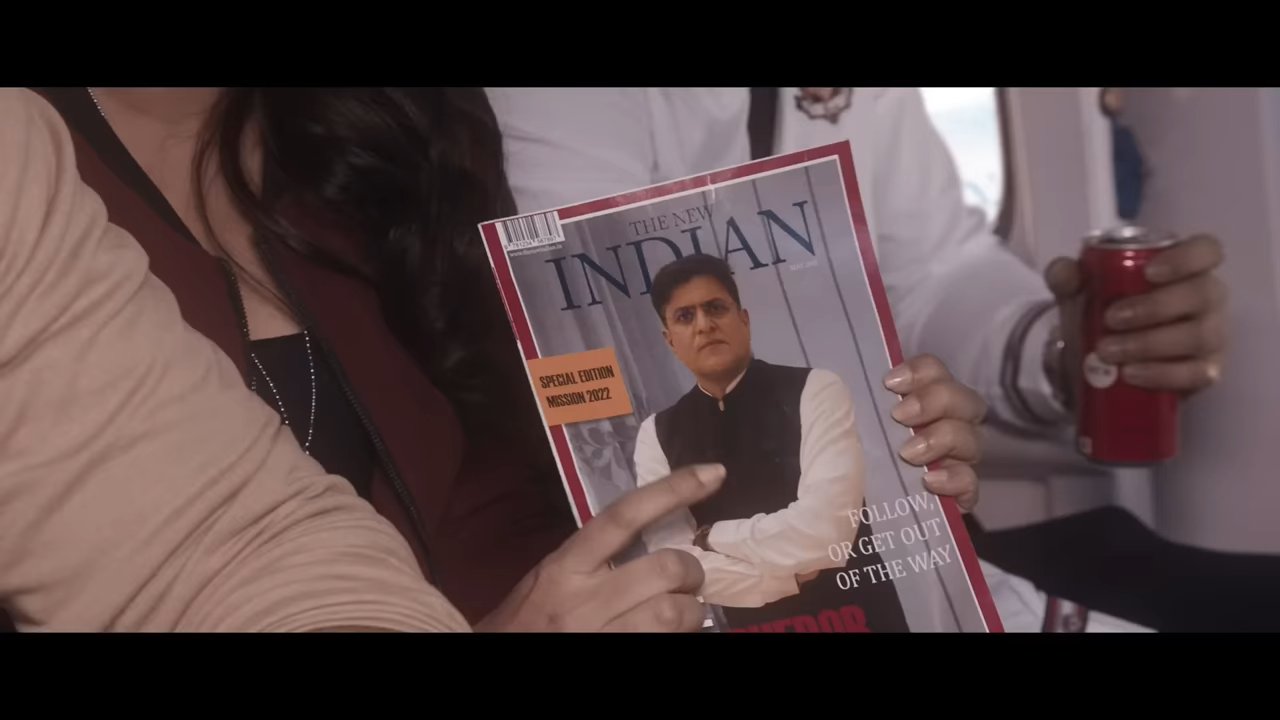 THE NEW
INDIAN
SPECIAL EDITION
MISSION 2022
FOLLOW,
OR GET OUT
OF THE WAY